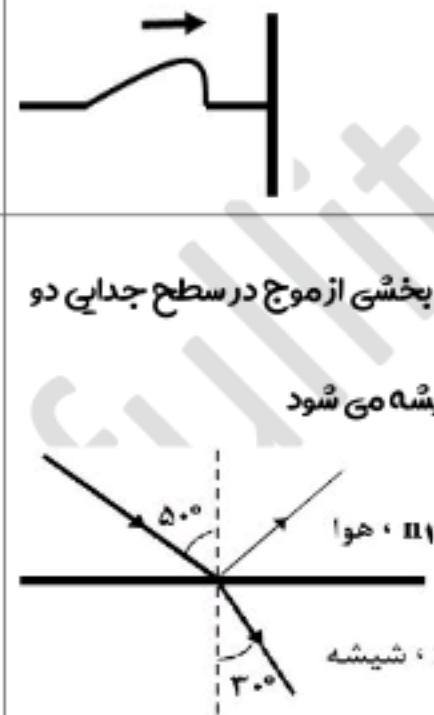 بخشی از موج در سطح جدایی دو
یشه می شود
۵۰°
n۱ ، هوا
، شیشه
۳۰°